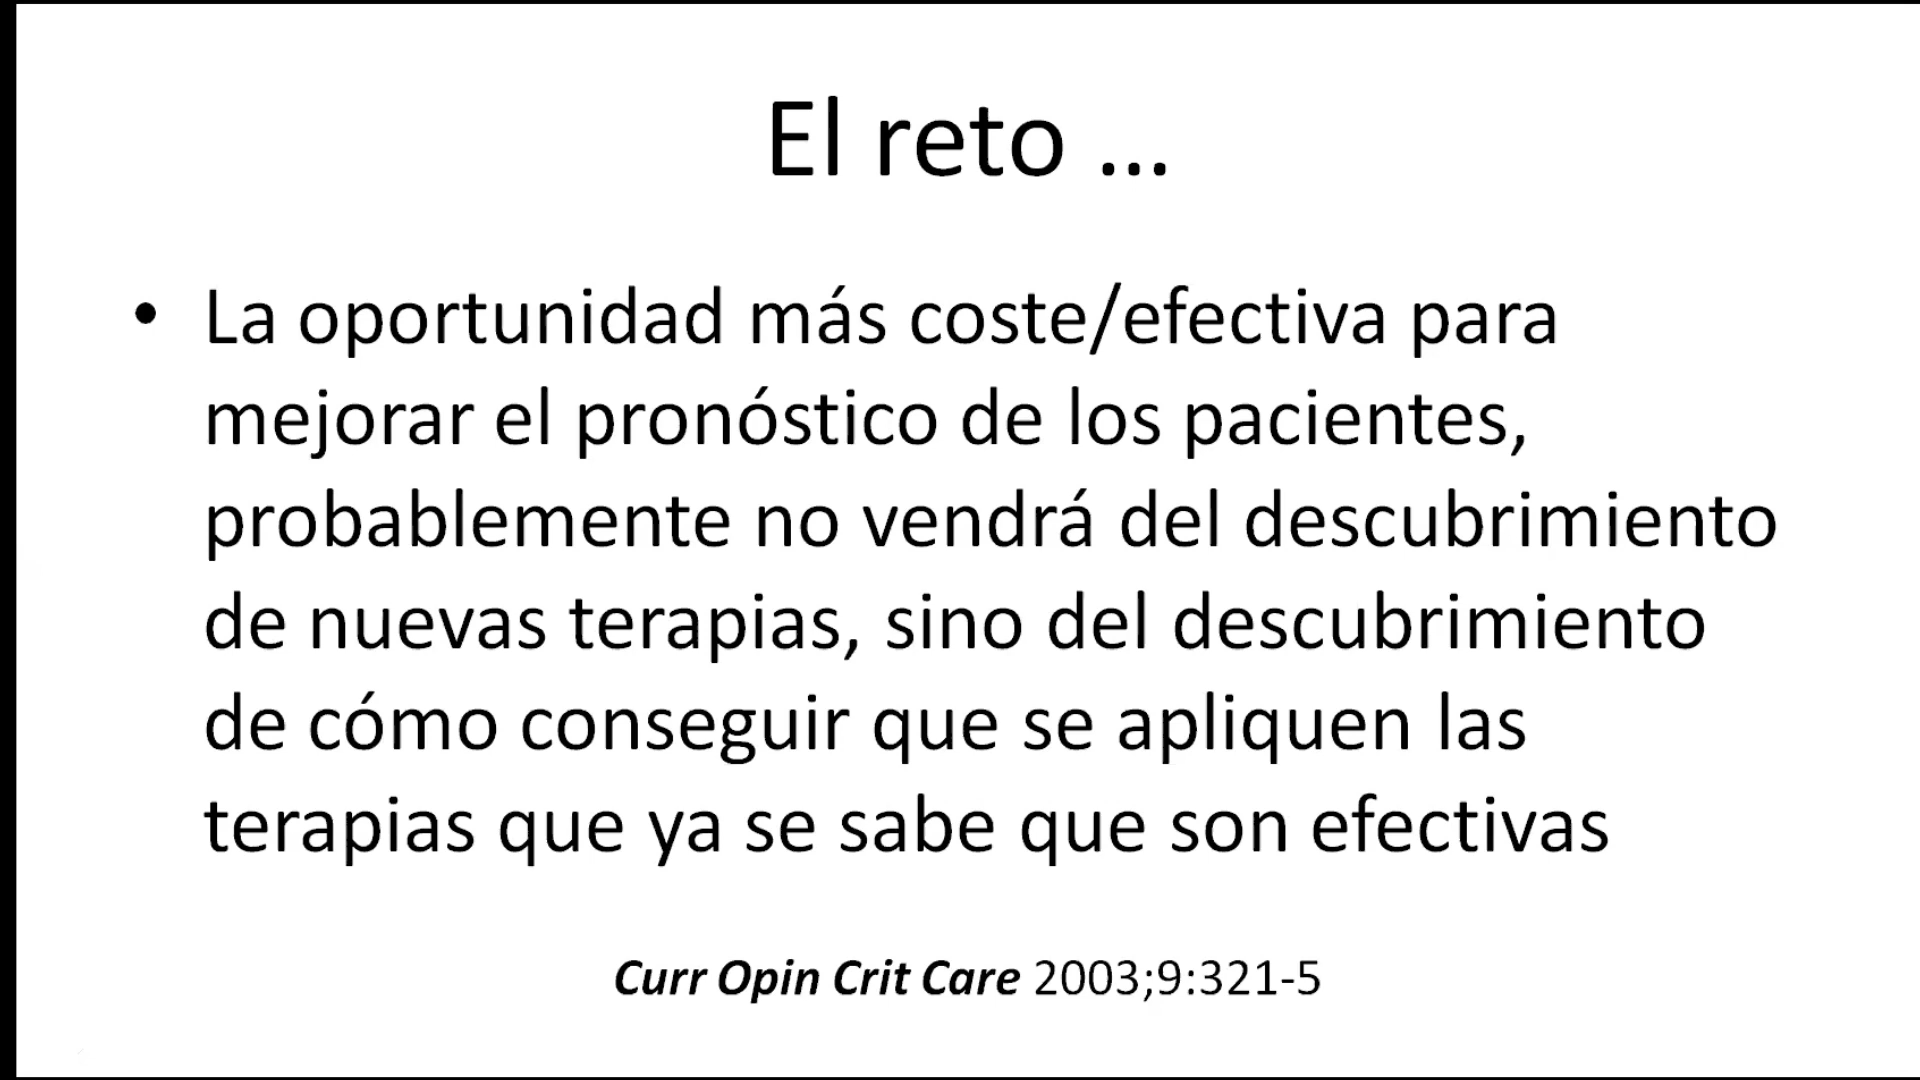 El reto ...
• La oportunidad más coste/efectiva para
mejorar el pronóstico de los pacientes,
probablemente no vendrá del descubrimiento
de nuevas terapias, sino del descubrimiento
de cómo conseguir que se apliquen las
terapias que ya se sabe que son efectivas
Curr Opin Crit Care 2003;9:321-5